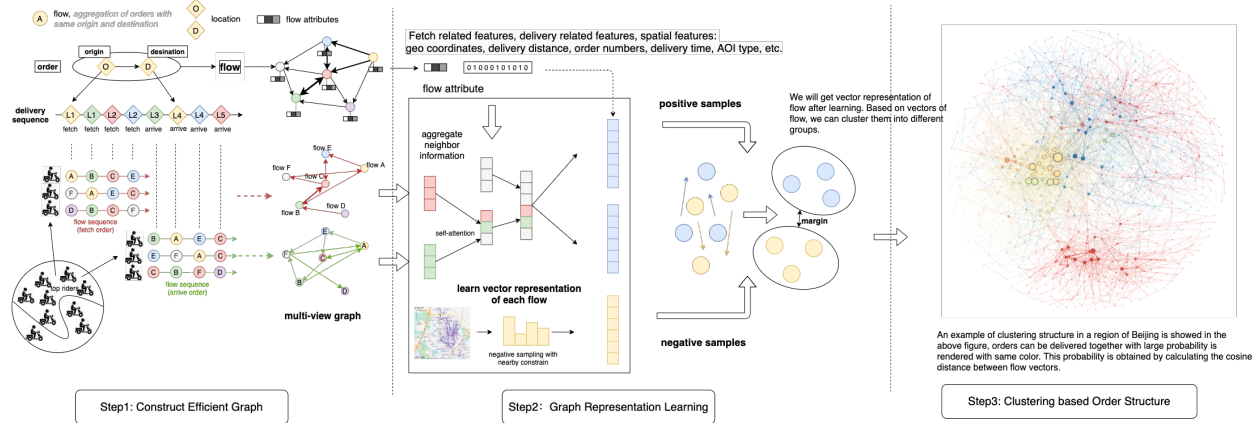 A
flow, aggregation of orders with
same origin and destination
O
D
location
flow attributes
origin
desination
order
O
D
flow
delivery
sequence
L1
L1
L2
L2
L3
L4
L4
L5
fetch
fetch
fetch
fetch
arrive
arrive
arrive
arrive
A
B
C
E
F
A
E
C
D
B
C
F
flow sequence
(fetch order)
B
A
E
C
E
F
A
C
C
B
F
D
flow sequence
(arrive order)
top riders
flow E
flow F
flow A
flow C
flow B
flow D
E
A
F
C
B
D
multi-view graph
Step1: Construct Efficient Graph
Fetch related features, delivery related features, spatial features:
geo coordinates, delivery distance, order numbers, delivery time, AOI type, etc.
01000101010
flow attribute
aggregate
neighbor
information
self-attention
learn vector representation
of each flow
negative sampling with
nearby constrain
positive samples
negative samples
margin
Step2: Graph Representation Learning
We will get vector representation of
flow after learning. Based on vectors of
flow, we can cluster them into different
groups.
An example of clustering structure in a region of Beijing is showed in the
above figure, orders can be delivered together with large probability is
rendered with same color. This probability is obtained by calculating the cosine
distance between flow vectors.
Step3: Clustering based Order Structure